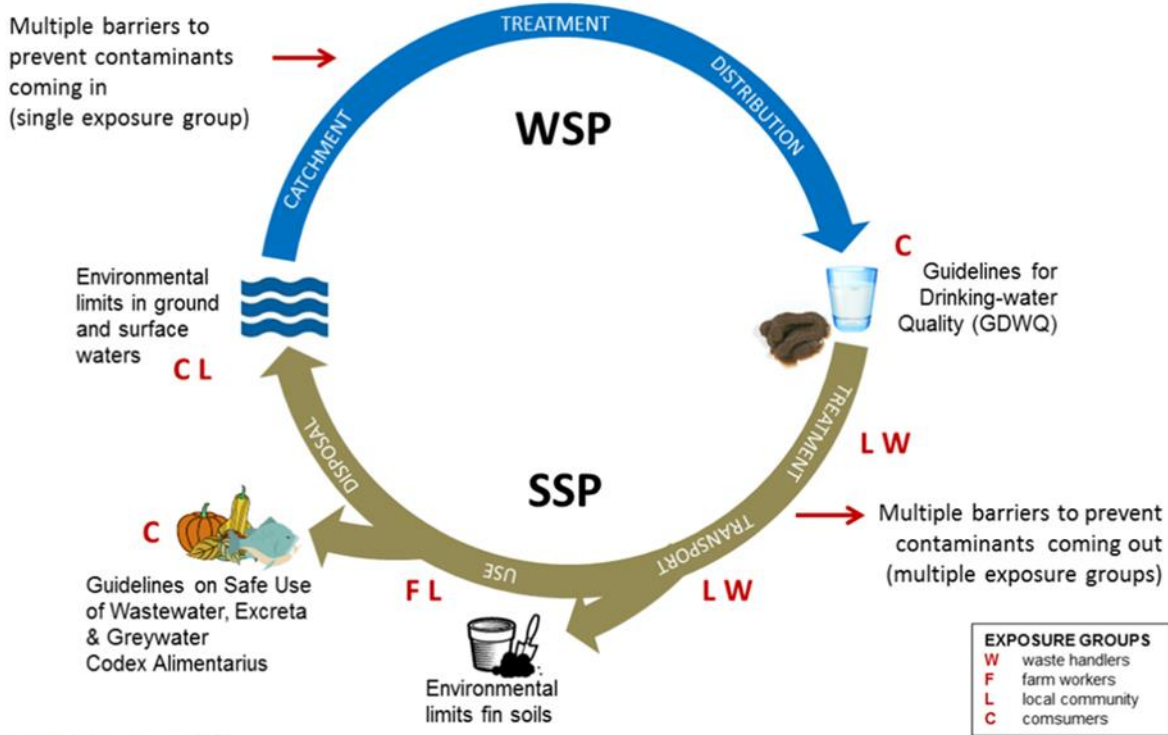 Multiple barriers to
prevent contaminants
coming in
(single exposure group)
TREATMENT
DISTRIBUTION
CATCHMENT
WSP
C
Guidelines for
Drinking-water
Quality (GDWQ)
Environmental
limits in ground
and surface
waters
C L
TREATMENT
L W
DISPOSAL
SSP
TRANSPORT
Multiple barriers to prevent
contaminants coming out
(multiple exposure groups)
C
USE
F L
L W
Guidelines on Safe Use
of Wastewater, Excreta
& Greywater
Codex Alimentarius
Environmental
limits fin soils
EXPOSURE GROUPS
W waste handlers
F farm workers
L local community
C comsumers